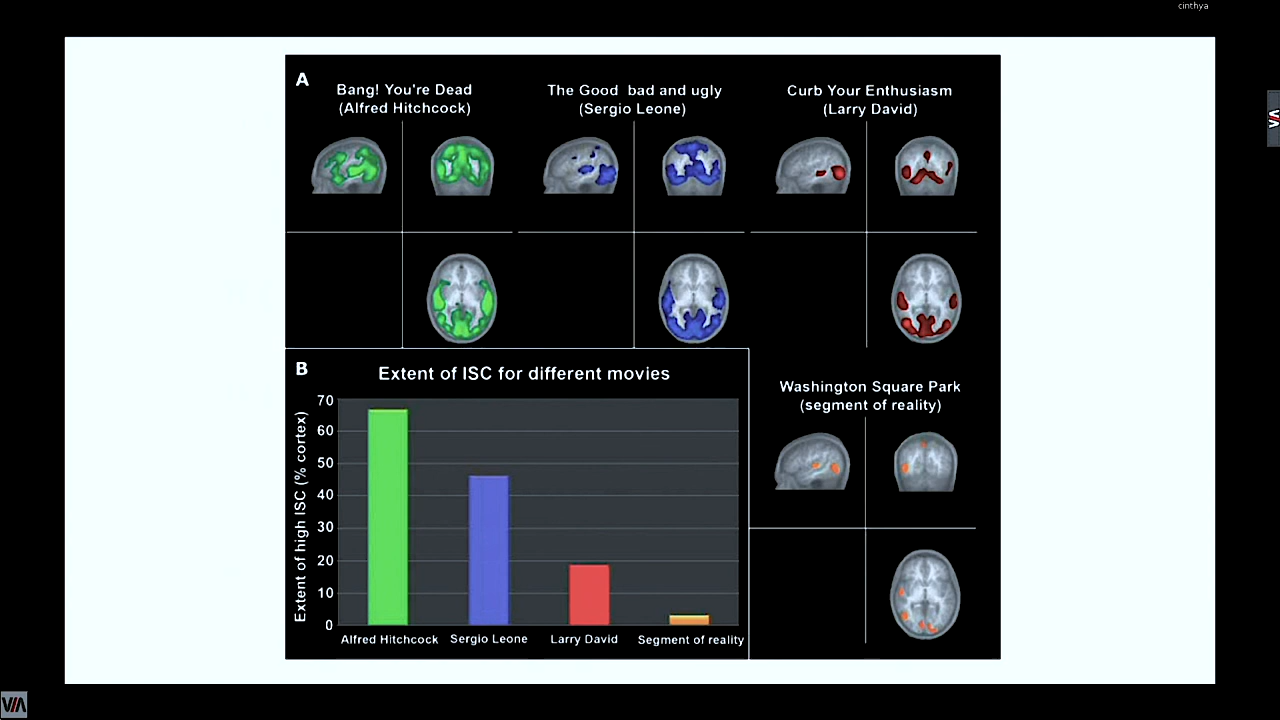 cinthya
A
Bang! You're Dead
(Alfred Hitchcock)
The Good bad and ugly
(Sergio Leone)
Curb Your Enthusiasm
(Larry David)
B
Extent of ISC for different movies
Extent of high ISC (% cortex)
70
60
50
40
30
20
10
0
Alfred Hitchcock
Sergio Leone
Larry David
Segment of reality
Washington Square Park
(segment of reality)
VIA
VIA